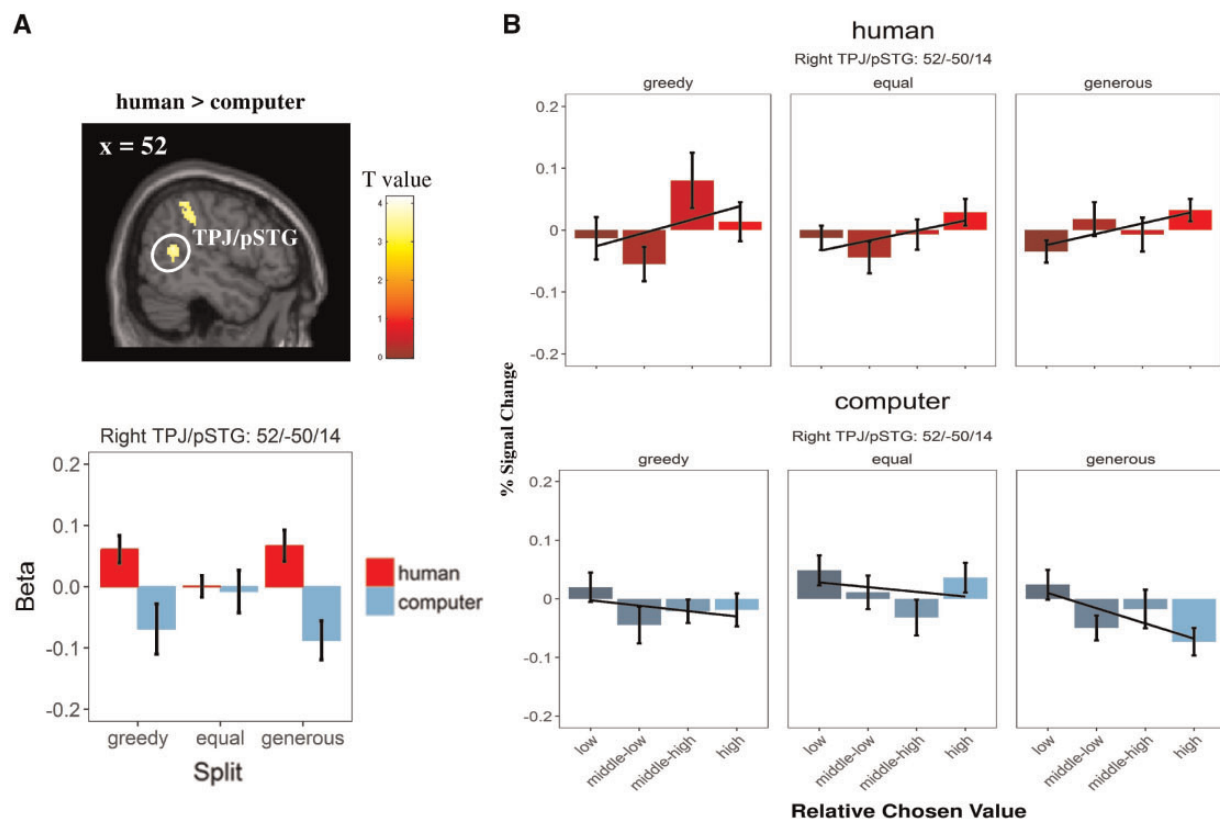 A
human > computer
x = 52
T value
4
3
2
1
0
TPJ/pSTG
Right TPJ/pSTG: 52/-50/14
0.2
0.1
0.0
-0.1
-0.2
Beta
greedy equal generous
Split
human
computer
B
human
Right TPJ/pSTG: 52/-50/14
greedy equal generous
0.2
0.1
0
-0.1
-0.2
% Signal Change
computer
Right TPJ/pSTG: 52/-50/14
greedy equal generous
0.2
0.1
0
-0.1
-0.2
low middle-low middle-high high low middle-low middle-high high low middle-low middle-high high
Relative Chosen Value